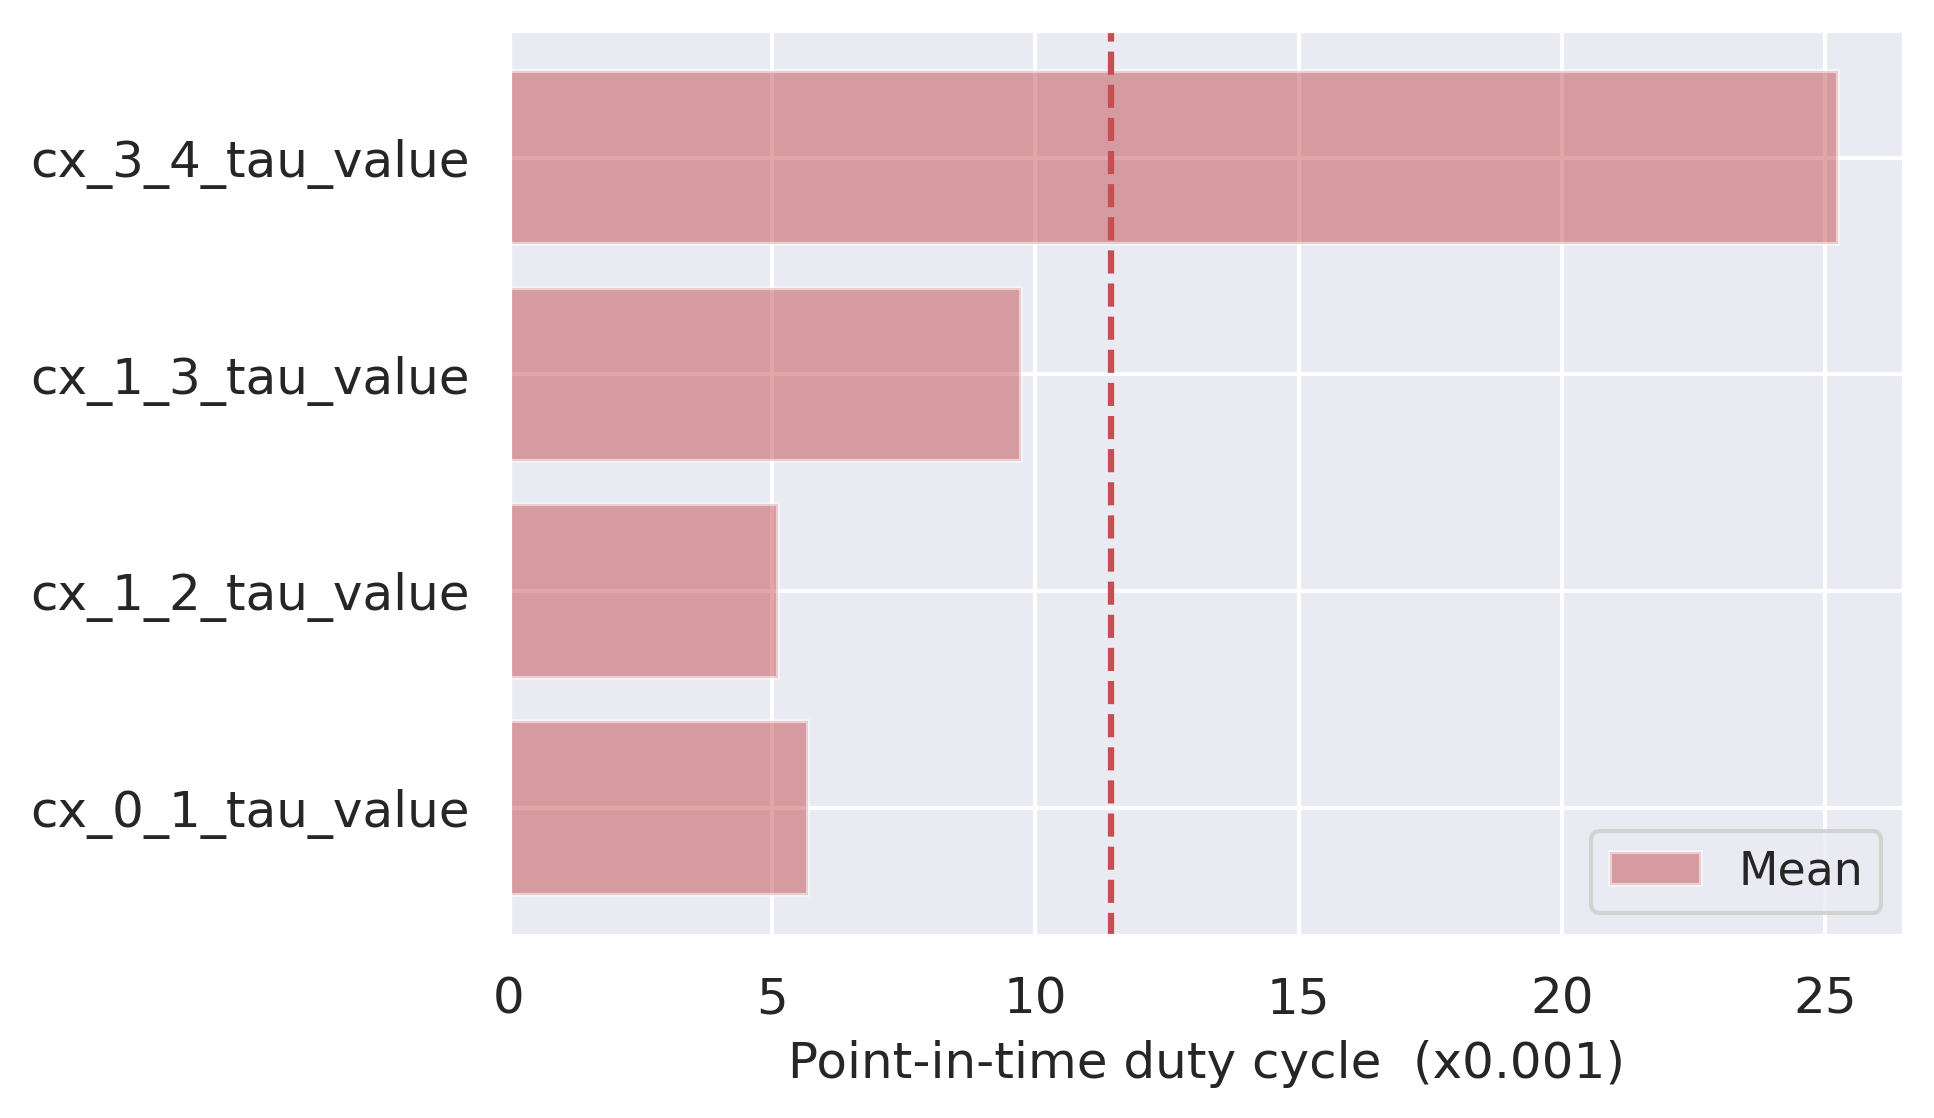 cx_3_4_tau_value
cx_1_3_tau_value
cx_1_2_tau_value
cx_0_1_tau_value
Mean
0 5 10 15 20 25
Point-in-time duty cycle  (x0.001)